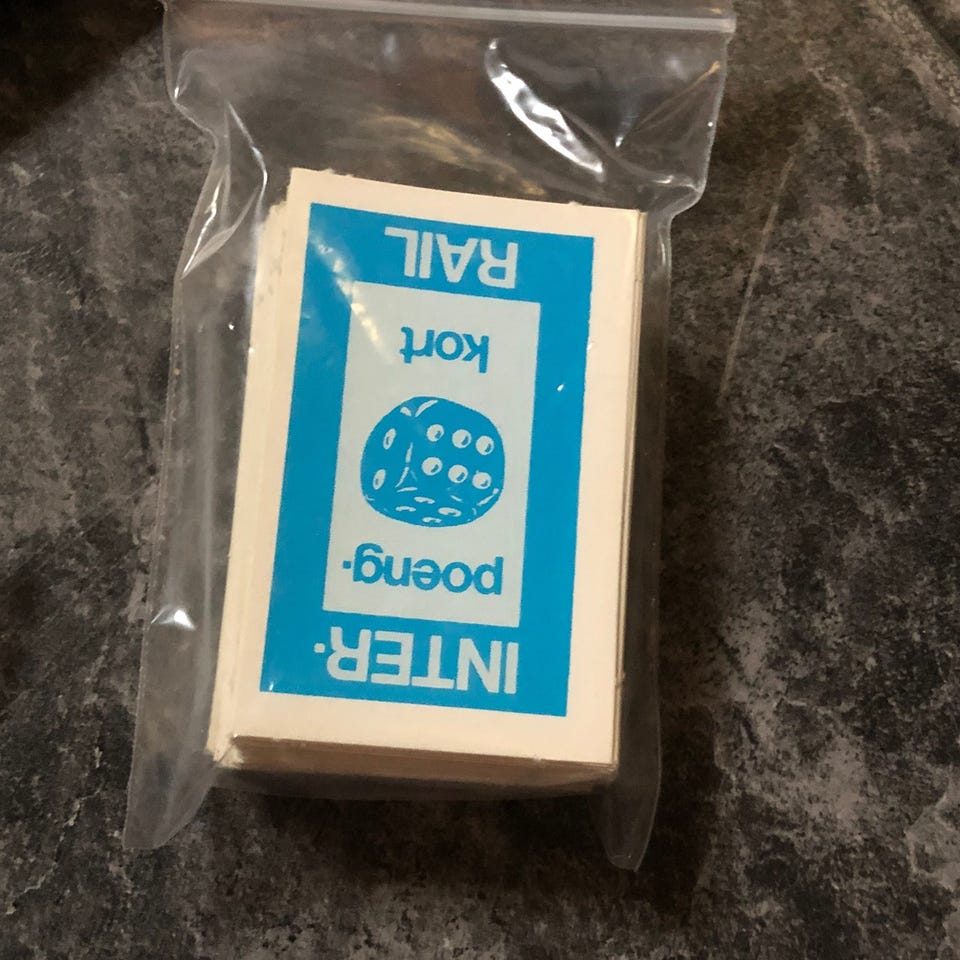 INTER-
poeng-
kort
RAIL